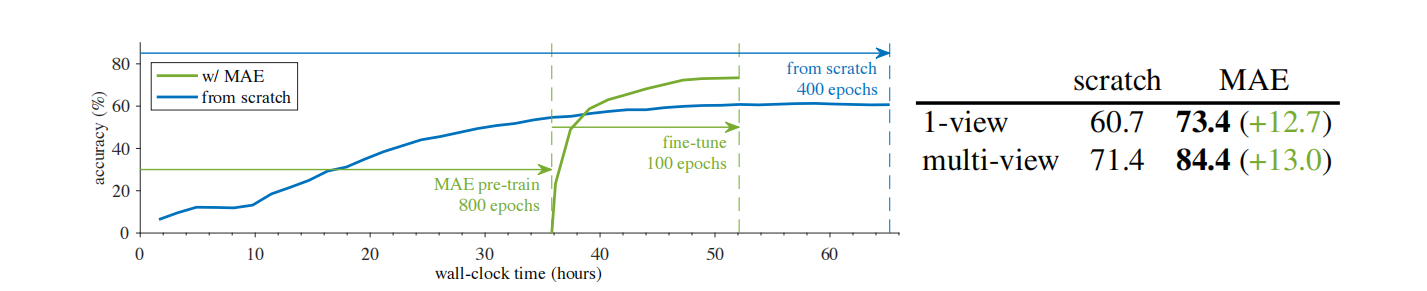 80
60
40
20
0
accuracy (%)
w/ MAE
from scratch
from scratch
400 epochs
fine-tune
100 epochs
MAE pre-train
800 epochs
0 10 20 30 40 50 60
wall-clock time (hours)
scratch MAE
1-view 60.7 73.4 (+12.7)
multi-view 71.4 84.4 (+13.0)